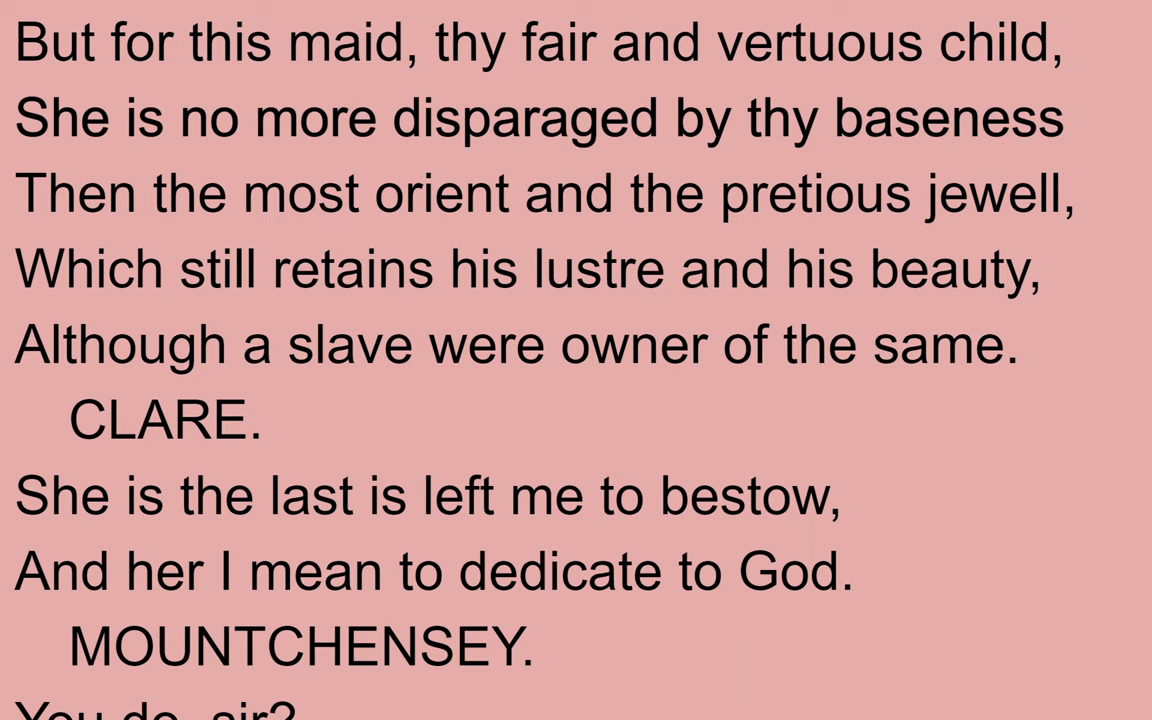 But for this maid, thy fair and vertuous child,
She is no more disparaged by thy baseness
Then the most orient and the pretious jewell,
Which still retains his lustre and his beauty,
Although a slave were owner of the same.
CLARE.
She is the last is left me to bestow,
And her I mean to dedicate to God.
MOUNTCHENSEY.
You do, sir?